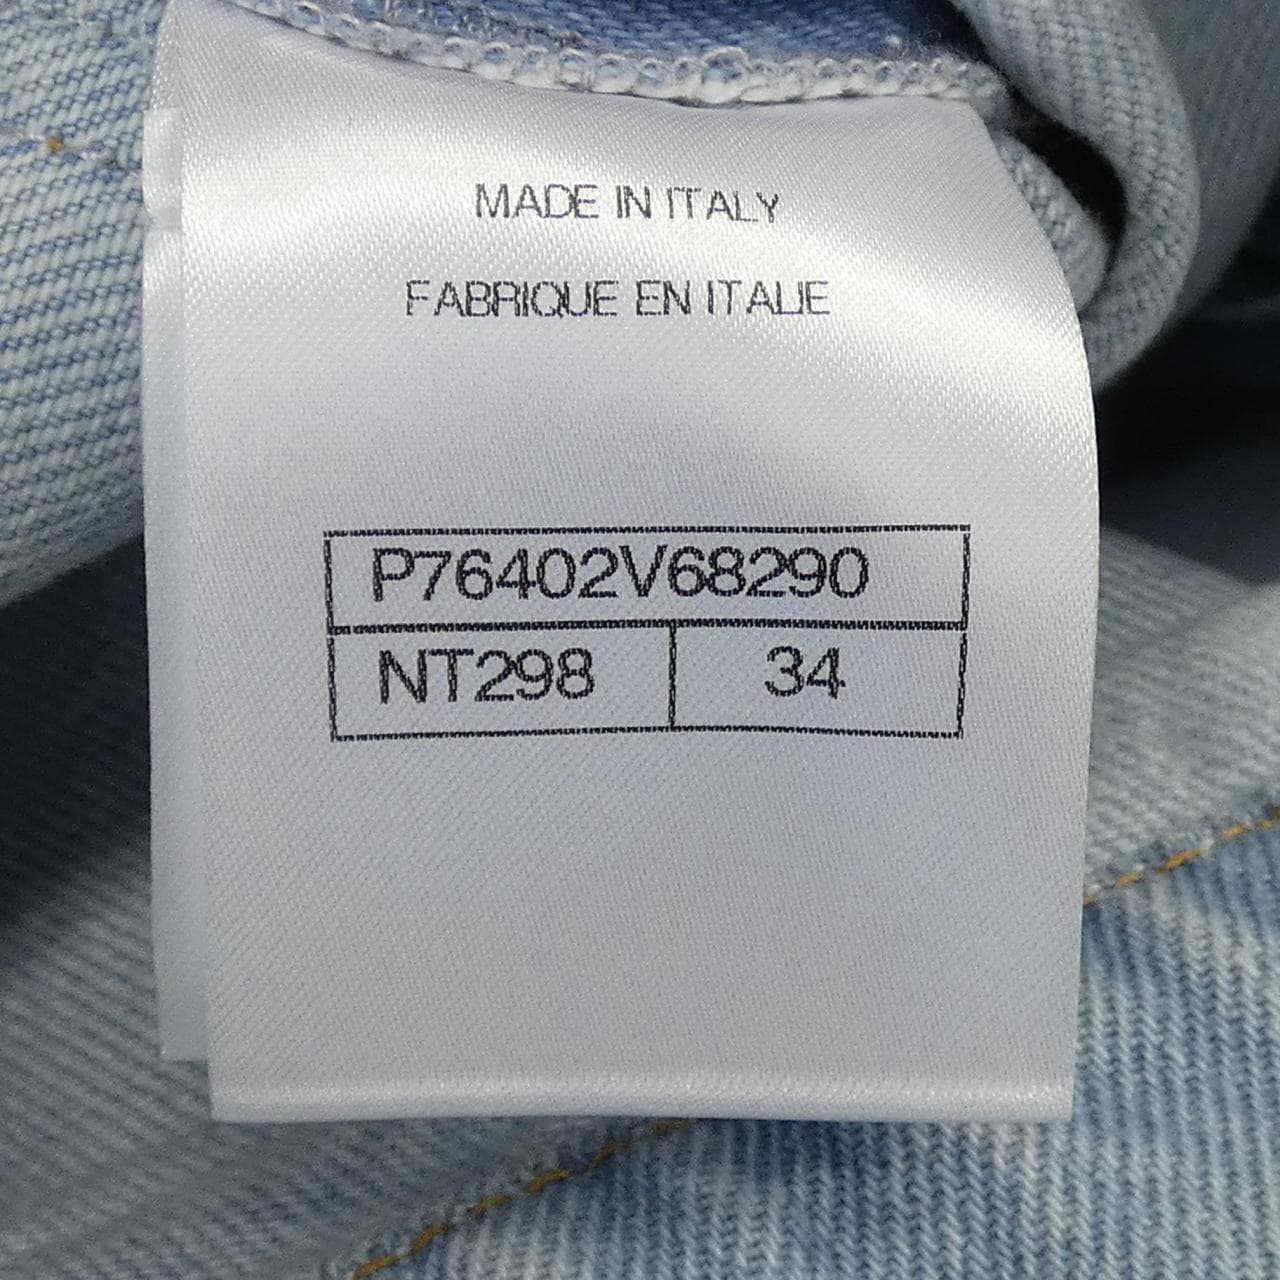 MADE IN ITALY
FABRIQUE EN ITALIE
P76402V68290
NT298 34